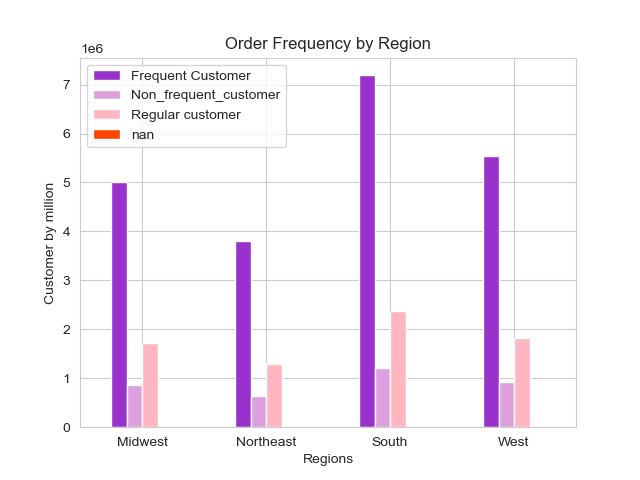 Order Frequency by Region
1e6
Frequent Customer
Non_frequent_customer
Regular customer
nan
7
6
5
4
3
2
1
0
Customer by million
Midwest Northeast South West
Regions